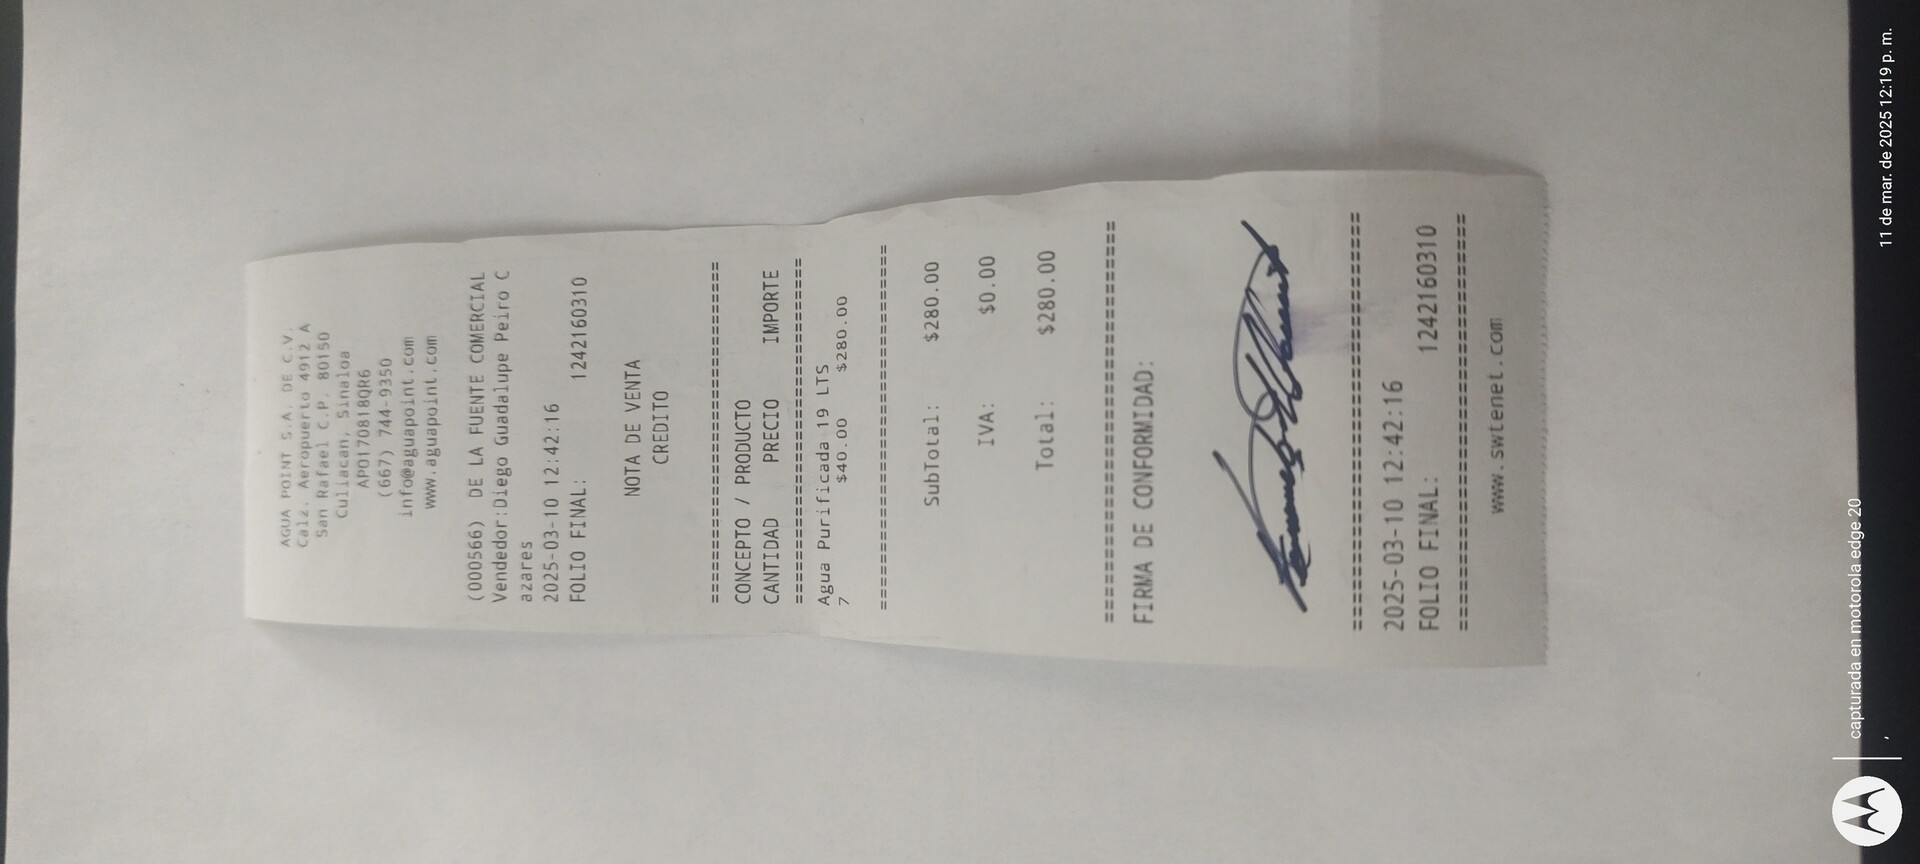 AGUA POINT S.A. DE C.V.
Calz. Aeropuerto 4912 A
San Rafael C.P. 80150
Culiacan, Sinaloa
APO170818QR6
(667) 744-9350
info@aguapoint.com
www.aguapoint.com
(000566) DE LA FUENTE COMERCIAL
Vendedor:Diego Guadalupe Peiro C
azares
2025-03-10 12:42:16
FOLIO FINAL: 1242160310
NOTA DE VENTA
CREDITO
================================
CONCEPTO / PRODUCTO
CANTIDAD PRECIO IMPORTE
================================
Agua Purificada 19 LTS
7 $40.00 $280.00
================================
SubTotal: $280.00
IVA: $0.00
Total: $280.00
================================
FIRMA DE CONFORMIDAD:
================================
2025-03-10 12:42:16
FOLIO FINAL: 1242160310
================================
www.swtenet.com
capturada en motorola edge 20
11 de mar. de 2025 12:19 p. m.